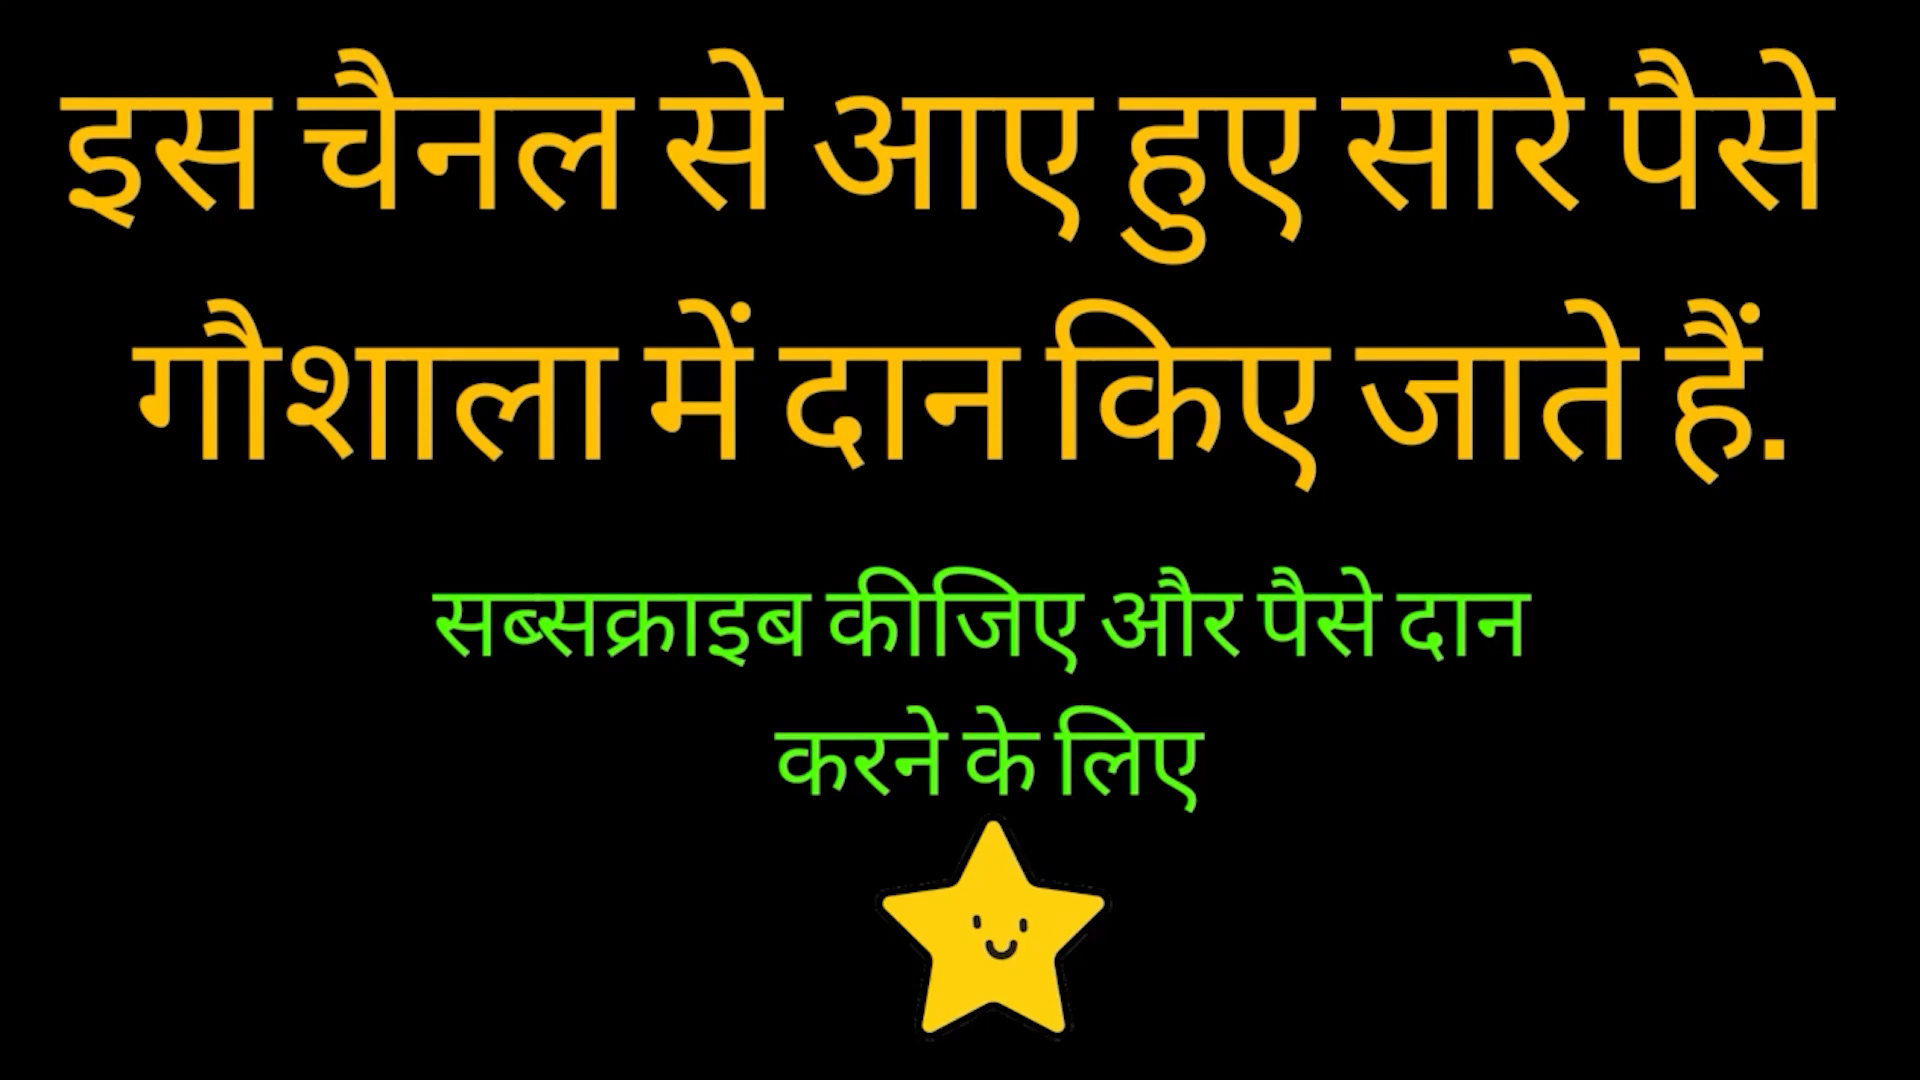 इस चैनल से आए हुए सारे पैसे
गौशाला में दान किए जाते हैं.
सब्सक्राइब कीजिए और पैसे दान
करने के लिए